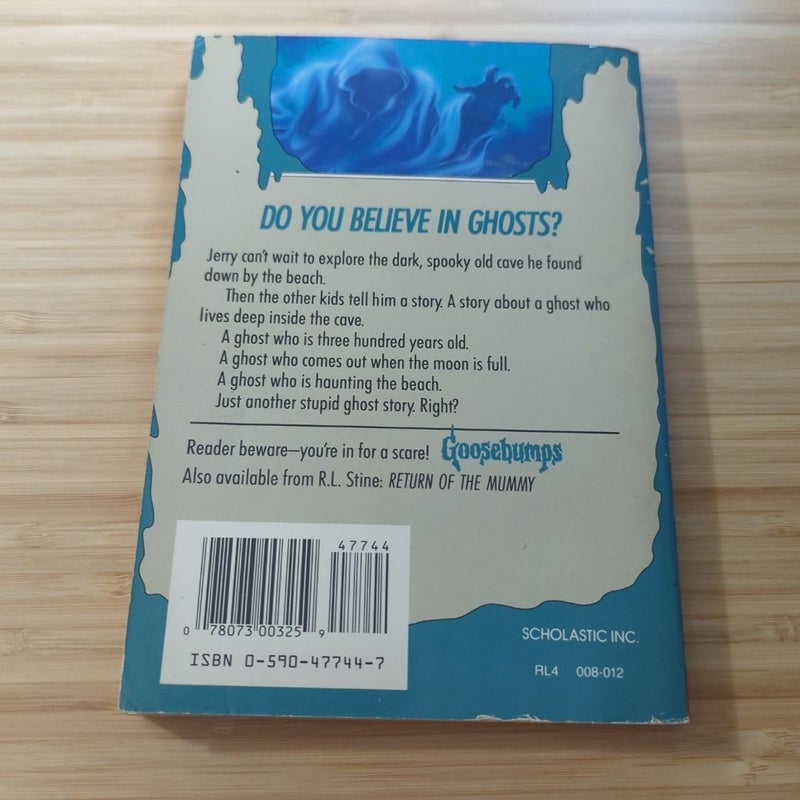 DO YOU BELIEVE IN GHOSTS?
Jerry can't wait to explore the dark, spooky old cave he found
down by the beach.
Then the other kids tell him a story. A story about a ghost who
lives deep inside the cave.
A ghost who is three hundred years old.
A ghost who comes out when the moon is full.
A ghost who is haunting the beach.
Just another stupid ghost story. Right?
Reader beware—you're in for a scare! Goosebumps
Also available from R.L. Stine: RETURN OF THE MUMMY
47744
0 78073 00325 9
ISBN 0-590-47744-7
SCHOLASTIC INC.
RL4 008-012